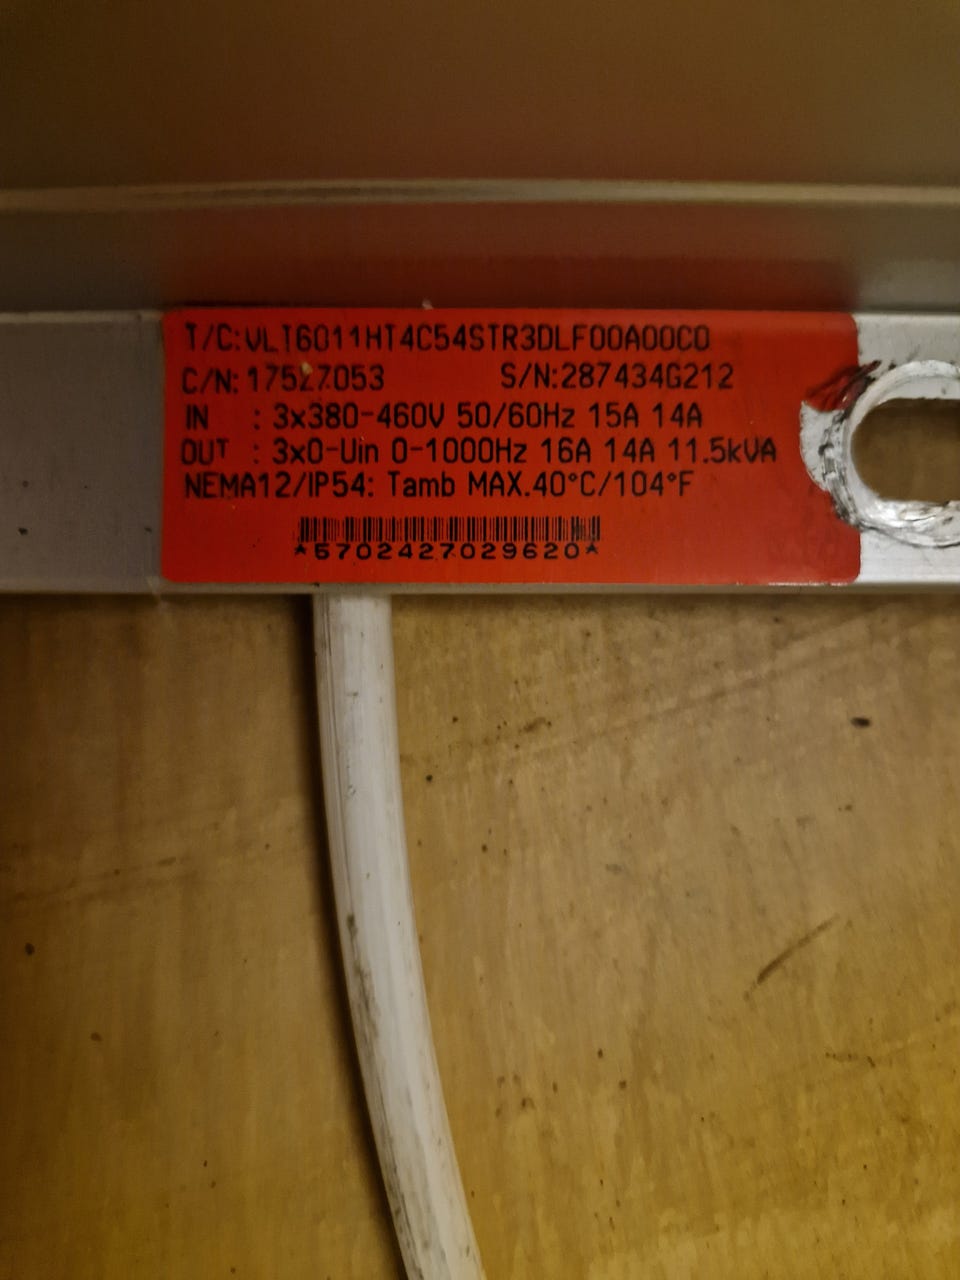 T/C:VLT6011HT4C54STR3DLF00A00C0
C/N: 175Z7053 S/N:287434G212
IN : 3x380-460V 50/60Hz 15A 14A
OUT : 3x0-Uin 0-1000Hz 16A 14A 11.5kVA
NEMA12/IP54: Tamb MAX.40°C/104°F
*5702427029620*